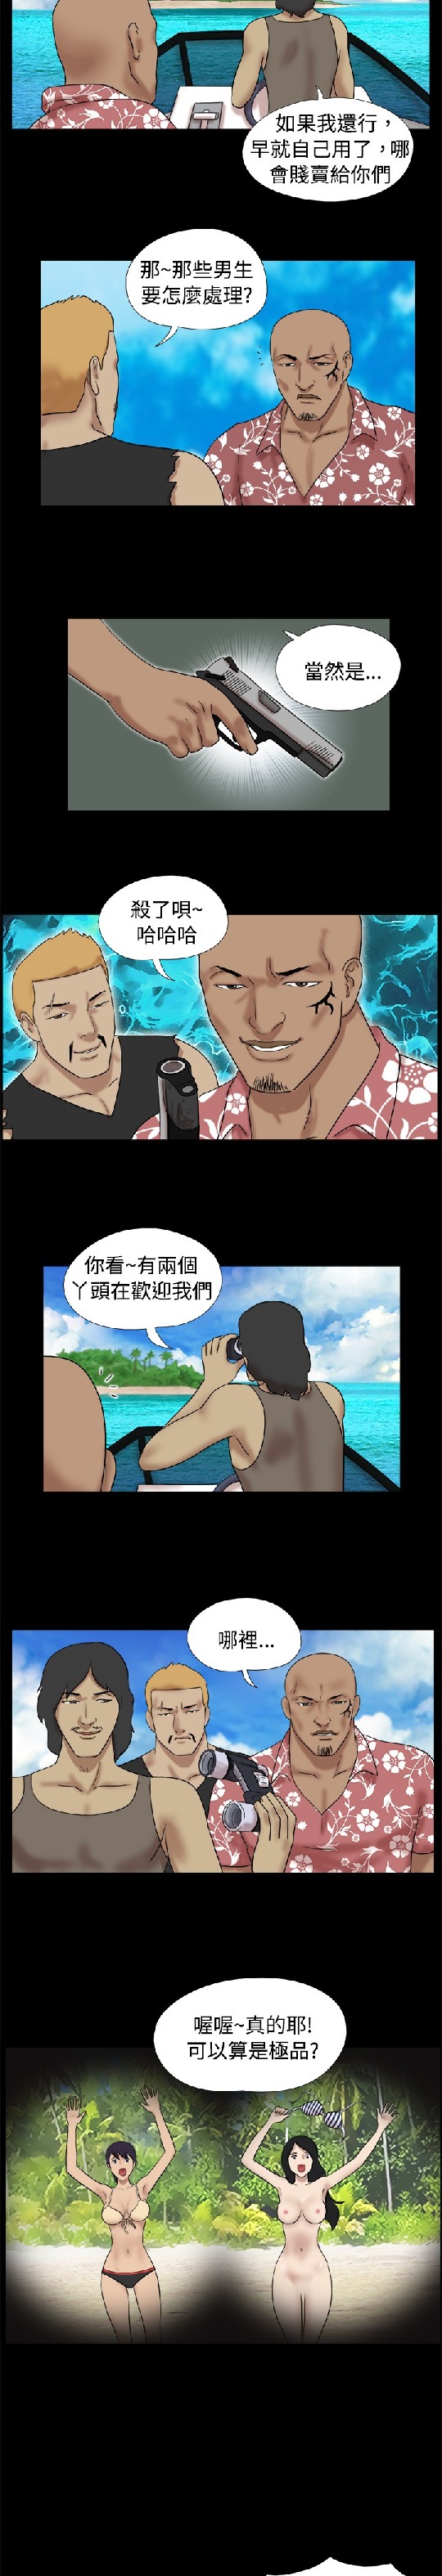 如果我還行，
早就自己用了，哪
會賤賣給你們
那~那些男生
要怎麼處理?
當然是...
殺了唄~
哈哈哈
你看~有兩個
丫頭在歡迎我們
哪裡...
喔喔~真的耶!
可以算是極品?